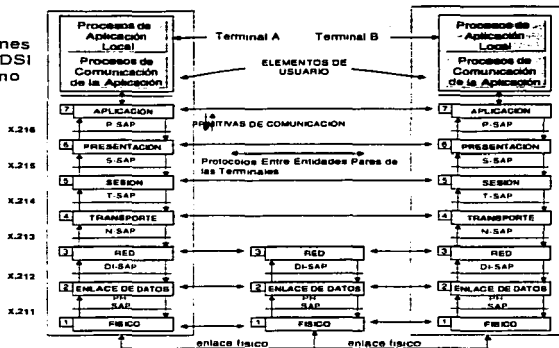 nes
DSI
no
Procesos de
Aplicación
Local
Procesos de
Comunicación
de la Aplicación
Terminal A
Terminal B
ELEMENTOS DE
USUARIO
Procesos de
Aplicación
Local
Procesos de
Comunicación
de la Aplicación
7 APLICACION
7 APLICACION
X.216
P-SAP
PRIMITIVAS DE COMUNICACIÓN
P-SAP
6 PRESENTACION
6 PRESENTACION
X.215
S-SAP
Protocolos Entre Entidades Pares de
las Terminales
S-SAP
5 SESION
5 SESION
X.214
T-SAP
T-SAP
4 TRANSPORTE
4 TRANSPORTE
X.213
N-SAP
N-SAP
3 RED
3 RED
3 RED
X.212
DI-SAP
DI-SAP
DI-SAP
2 ENLACE DE DATOS
2 ENLACE DE DATOS
2 ENLACE DE DATOS
X.211
PH
SAP
PH
SAP
PH
SAP
1 FISICO
1 FISICO
1 FISICO
enlace fisico
enlace fisico